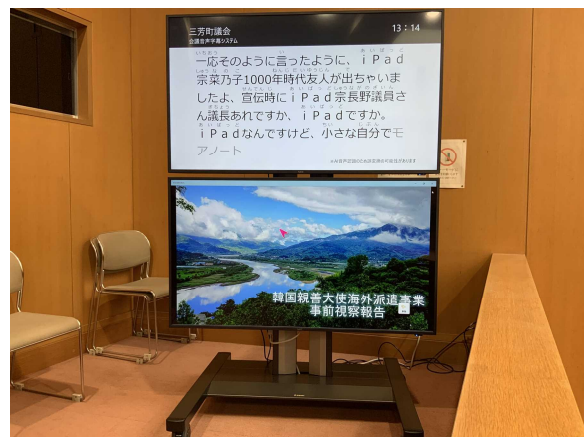 三芳町議会
会議音声字幕システム
13:14
一応そのように言ったように、iPad
宗菜乃子1000年時代友人が出ちゃいま
したよ、宣伝時にiPad宗長野議員さ
ん議長あれですか、iPadですか。
iPadなんですけど、小さな自分でモ
アノート
韓国親善大使海外派遣事業
事前視察報告